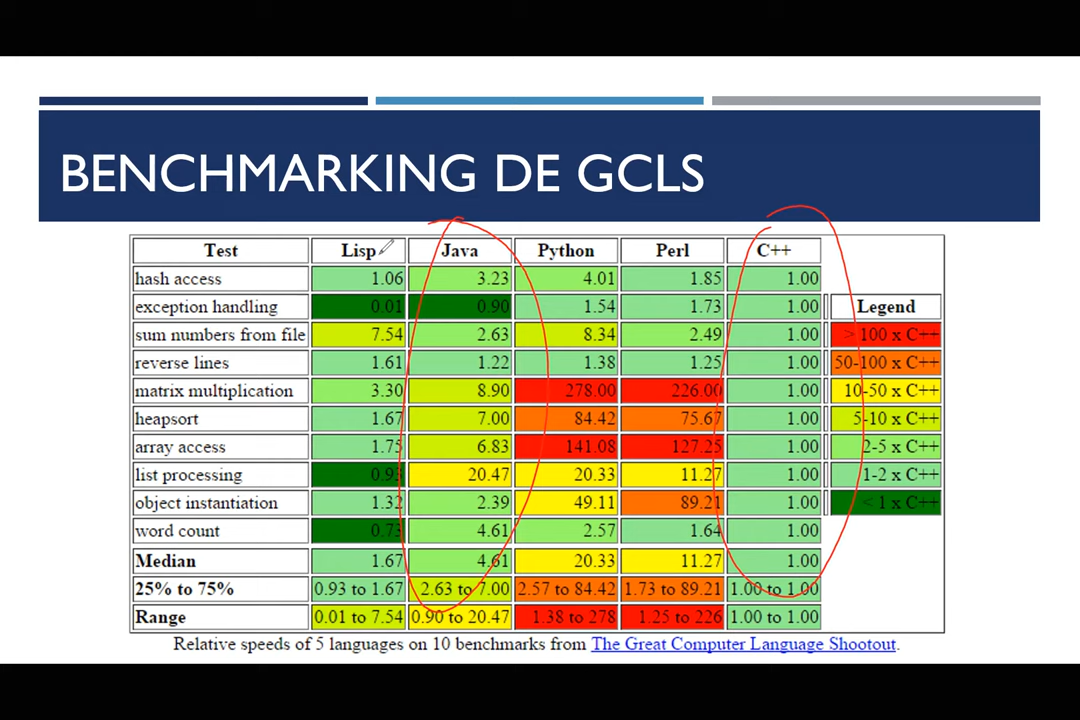 BENCHMARKING DE GCLS
Test Lisp Java Python Perl C++
hash access 1.06 3.23 4.01 1.85 1.00
exception handling 0.01 0.90 1.54 1.73 1.00 Legend
sum numbers from file 7.54 2.63 8.34 2.49 1.00 > 100 x C++
reverse lines 1.61 1.22 1.38 1.25 1.00 50-100 x C++
matrix multiplication 3.30 8.90 278.00 226.00 1.00 10-50 x C++
heapsort 1.67 7.00 84.42 75.67 1.00 5-10 x C++
array access 1.75 6.83 141.08 127.25 1.00 2-5 x C++
list processing 0.93 20.47 20.33 11.27 1.00 1-2 x C++
object instantiation 1.32 2.39 49.11 89.21 1.00 < 1 x C++
word count 0.73 4.61 2.57 1.64 1.00
Median 1.67 4.61 20.33 11.27 1.00
25% to 75% 0.93 to 1.67 2.63 to 7.00 2.57 to 84.42 1.73 to 89.21 1.00 to 1.00
Range 0.01 to 7.54 0.90 to 20.47 1.38 to 278 1.25 to 226 1.00 to 1.00
Relative speeds of 5 languages on 10 benchmarks from The Great Computer Language Shootout.